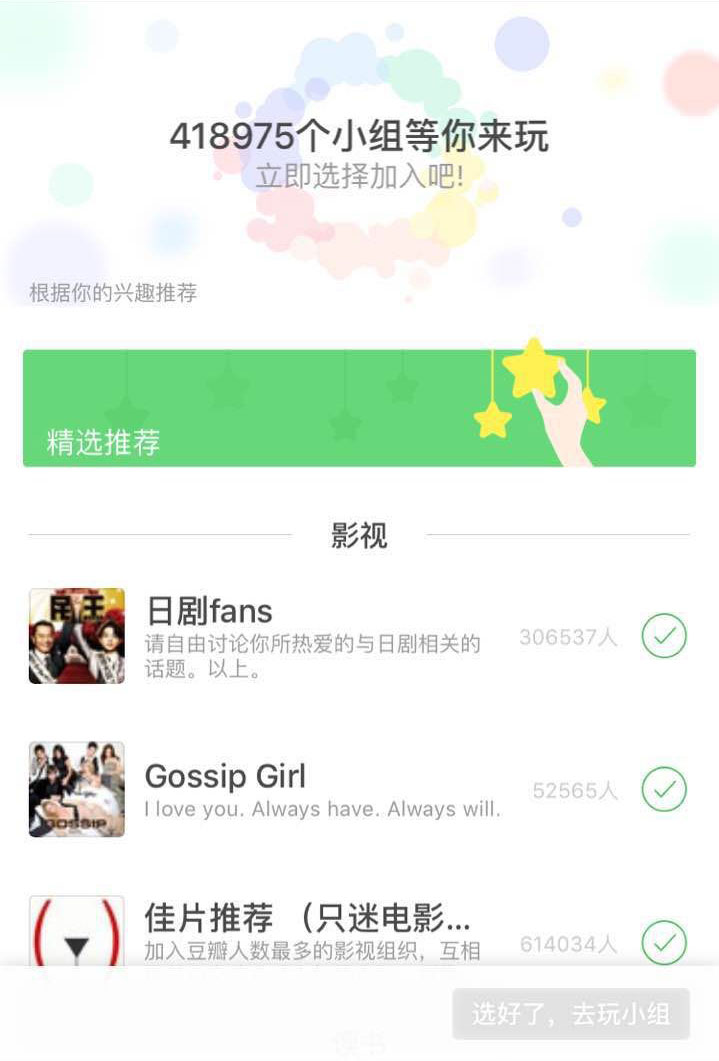 418975个小组等你来玩
立即选择加入吧!
根据你的兴趣推荐
精选推荐
影视
民王
日剧fans
请自由讨论你所热爱的与日剧相关的
话题。以上。
306537人
Gossip Girl
I love you. Always have. Always will.
52565人
GOSSIP
佳片推荐 （只迷电影...
加入豆瓣人数最多的影视组织，互相
614034人
选好了，去玩小组